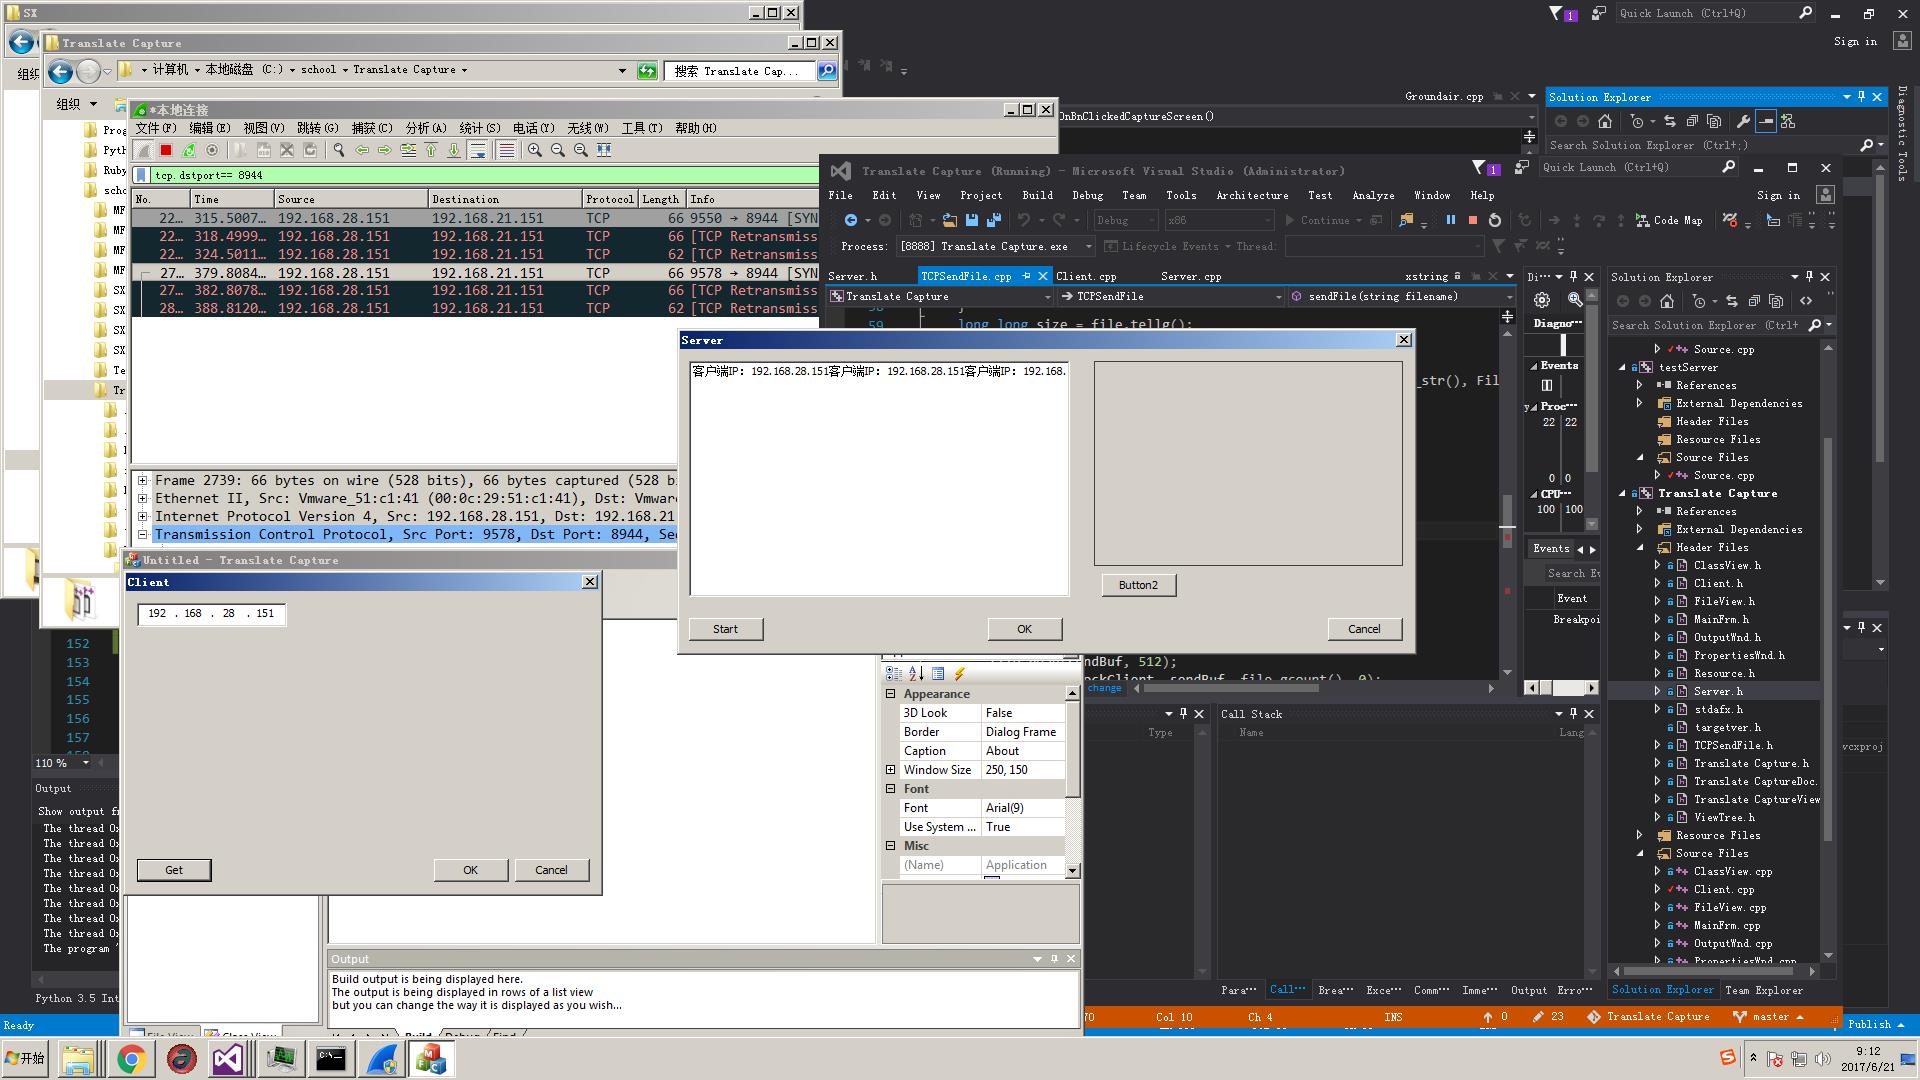 SX
Quick Launch (Ctrl+Q)
Sign in
Translate Capture
计算机 本地磁盘 (C:) school Translate Capture
搜索 Translate Cap...
组织
组织
*本地连接
文件(F) 编辑(E) 视图(V) 跳转(G) 捕获(C) 分析(A) 统计(S) 电话(Y) 无线(W) 工具(T) 帮助(H)
tcp.dstport== 8944
No. Time Source Destination Protocol Length Info
22… 315.5007… 192.168.28.151 192.168.21.151 TCP 66 9550 → 8944 [SYN
22… 318.4999… 192.168.28.151 192.168.21.151 TCP 66 [TCP Retransmiss
22… 324.5011… 192.168.28.151 192.168.21.151 TCP 62 [TCP Retransmiss
27… 379.8084… 192.168.28.151 192.168.21.151 TCP 66 9578 → 8944 [SYN
27… 382.8078… 192.168.28.151 192.168.21.151 TCP 66 [TCP Retransmiss
28… 388.8120… 192.168.28.151 192.168.21.151 TCP 62 [TCP Retransmiss
Frame 2739: 66 bytes on wire (528 bits), 66 bytes captured (528 bi
Ethernet II, Src: Vmware_51:c1:41 (00:0c:29:51:c1:41), Dst: Vmware
Internet Protocol Version 4, Src: 192.168.28.151, Dst: 192.168.21
Transmission Control Protocol, Src Port: 9578, Dst Port: 8944, Se
Groundair.cpp
OnBnClickedCaptureScreen()
Solution Explorer
Search Solution Explorer (Ctrl+;)
Diagnostic Tools
Translate Capture (Running) - Microsoft Visual Studio (Administrator)
Quick Launch (Ctrl+Q)
File Edit View Project Build Debug Team Tools Architecture Test Analyze Window Help
Sign in
Debug x86 Continue Code Map
Process: [8888] Translate Capture.exe Lifecycle Events Thread:
Server.h TCPSendFile.cpp Client.cpp Server.cpp xstring
Translate Capture TCPSendFile sendFile(string filename)
59 long long size = file.tellg();
_str(), Fil
ndBuf, 512);
Server
客户端IP: 192.168.28.151客户端IP: 192.168.28.151客户端IP: 192.168.
Button2
Start OK Cancel
Untitled - Translate Capture
Client
192 . 168 . 28 . 151
Get OK Cancel
152
153
154
155
156
157
110 %
Output
Show output f
The thread 0x
The thread 0x
The thread 0x
The thread 0x
The thread 0x
The thread 0x
The thread 0x
The thread 0x
The program '
Python 3.5 Int
Ready
Appearance
3D Look False
Border Dialog Frame
Caption About
Window Size 250, 150
Font
Font Arial(9)
Use System ... True
Misc
(Name) Application
Output
Build output is being displayed here.
The output is being displayed in rows of a list view
but you can change the way it is displayed as you wish...
change
Type
Call Stack
Name Lang
Para… Call… Brea… Exce… Comm… Imme… Output Erro…
Di…
Diagno…
Events
Proc…
22 22
0 0
CPU…
100 100
Events
Search E
Event
Breakpoi
Solution Explorer
Search Solution Explorer (Ctrl+
Source.cpp
testServer
References
External Dependencies
Header Files
Resource Files
Source Files
Source.cpp
Translate Capture
References
External Dependencies
Header Files
ClassView.h
Client.h
FileView.h
MainFrm.h
OutputWnd.h
PropertiesWnd.h
Resource.h
Server.h
stdafx.h
targetver.h
TCPSendFile.h
Translate Capture.h
Translate CaptureDoc.
Translate CaptureView
ViewTree.h
Resource Files
Source Files
ClassView.cpp
Client.cpp
FileView.cpp
MainFrm.cpp
OutputWnd.cpp
PropertiesWnd.cpp
Solution Explorer Team Explorer
Col 10 Ch 4 INS 0 23 Translate Capture master
Publish
vcxproj
开始
9:12
2017/6/21